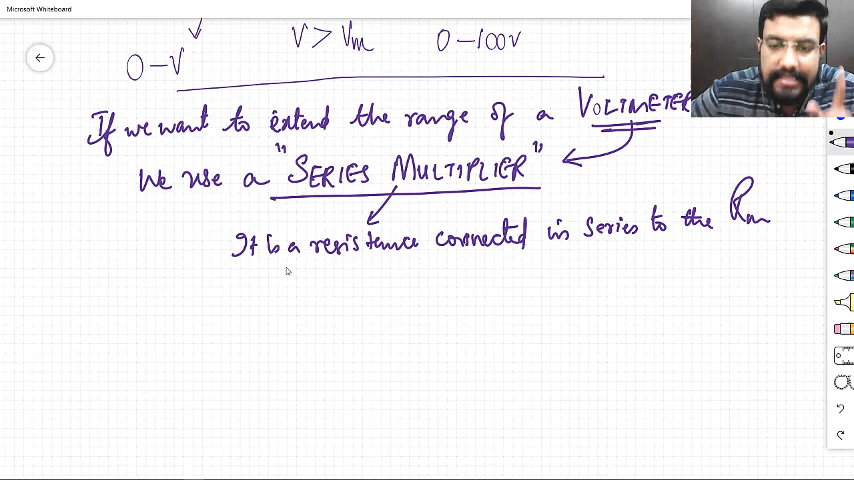 Microsoft Whiteboard
0-V V > Vm 0-100V
If we want to extend the range of a VOLTMETER
We use a "SERIES MULTIPLIER"
It is a resistence connected in series to the Rm